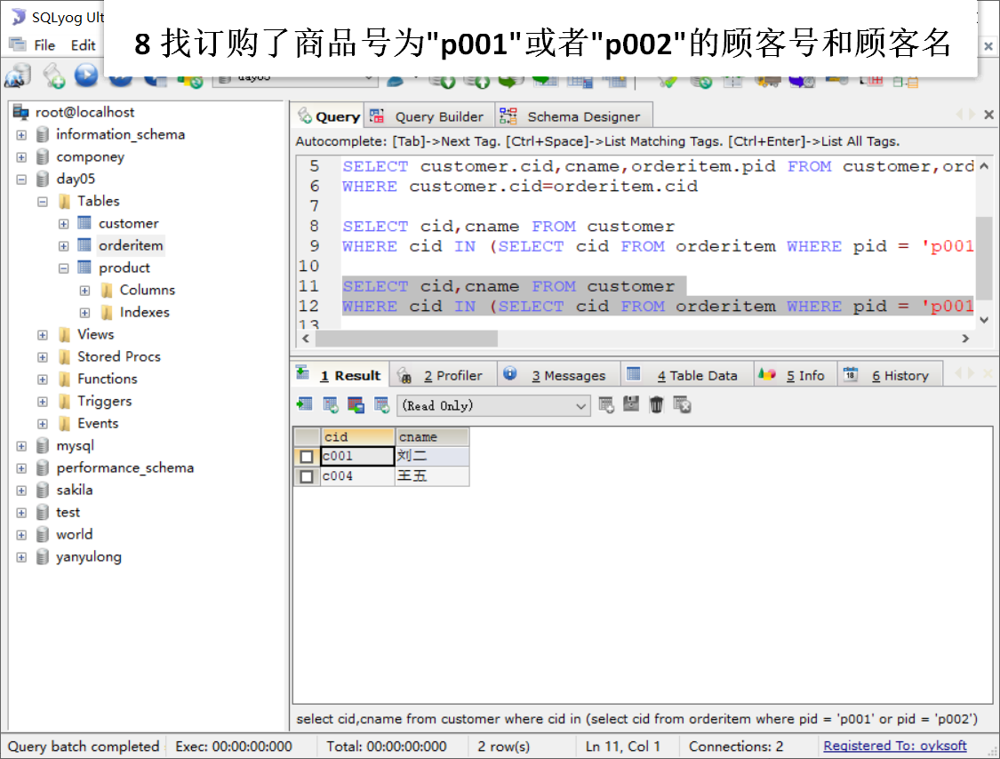 SQLyog Ult
8 找订购了商品号为"p001"或者"p002"的顾客号和顾客名
File Edit
root@localhost
information_schema
componey
day05
Tables
customer
orderitem
product
Columns
Indexes
Views
Stored Procs
Functions
Triggers
Events
mysql
performance_schema
sakila
test
world
yanyulong
Query Query Builder Schema Designer
Autocomplete: [Tab]->Next Tag. [Ctrl+Space]->List Matching Tags. [Ctrl+Enter]->List All Tags.
5 SELECT customer.cid,cname,orderitem.pid FROM customer,ord
6 WHERE customer.cid=orderitem.cid
7
8 SELECT cid,cname FROM customer
9 WHERE cid IN (SELECT cid FROM orderitem WHERE pid = 'p001
10
11 SELECT cid,cname FROM customer
12 WHERE cid IN (SELECT cid FROM orderitem WHERE pid = 'p001
13
1 Result 2 Profiler 3 Messages 4 Table Data 5 Info 6 History
(Read Only)
cid cname
c001 刘二
c004 王五
select cid,cname from customer where cid in (select cid from orderitem where pid = 'p001' or pid = 'p002')
Query batch completed Exec: 00:00:00:000 Total: 00:00:00:000 2 row(s) Ln 11, Col 1 Connections: 2 Registered To: oyksoft